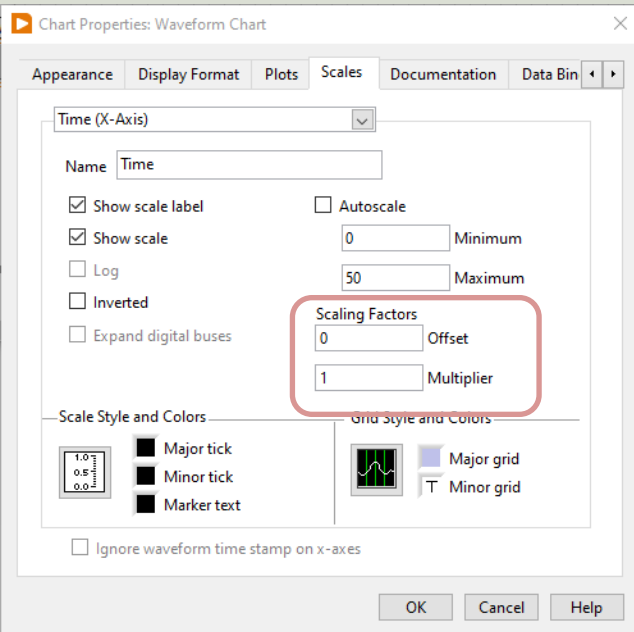 Chart Properties: Waveform Chart
Appearance Display Format Plots Scales Documentation Data Bin
Time (X-Axis)
Name Time
Show scale label
Autoscale
Show scale
0 Minimum
Log
50 Maximum
Inverted
Scaling Factors
Expand digital buses
0 Offset
1 Multiplier
Scale Style and Colors
Grid Style and Colors
1.0
0.5
0.0
Major tick
Minor tick
Marker text
Major grid
T Minor grid
Ignore waveform time stamp on x-axes
OK Cancel Help